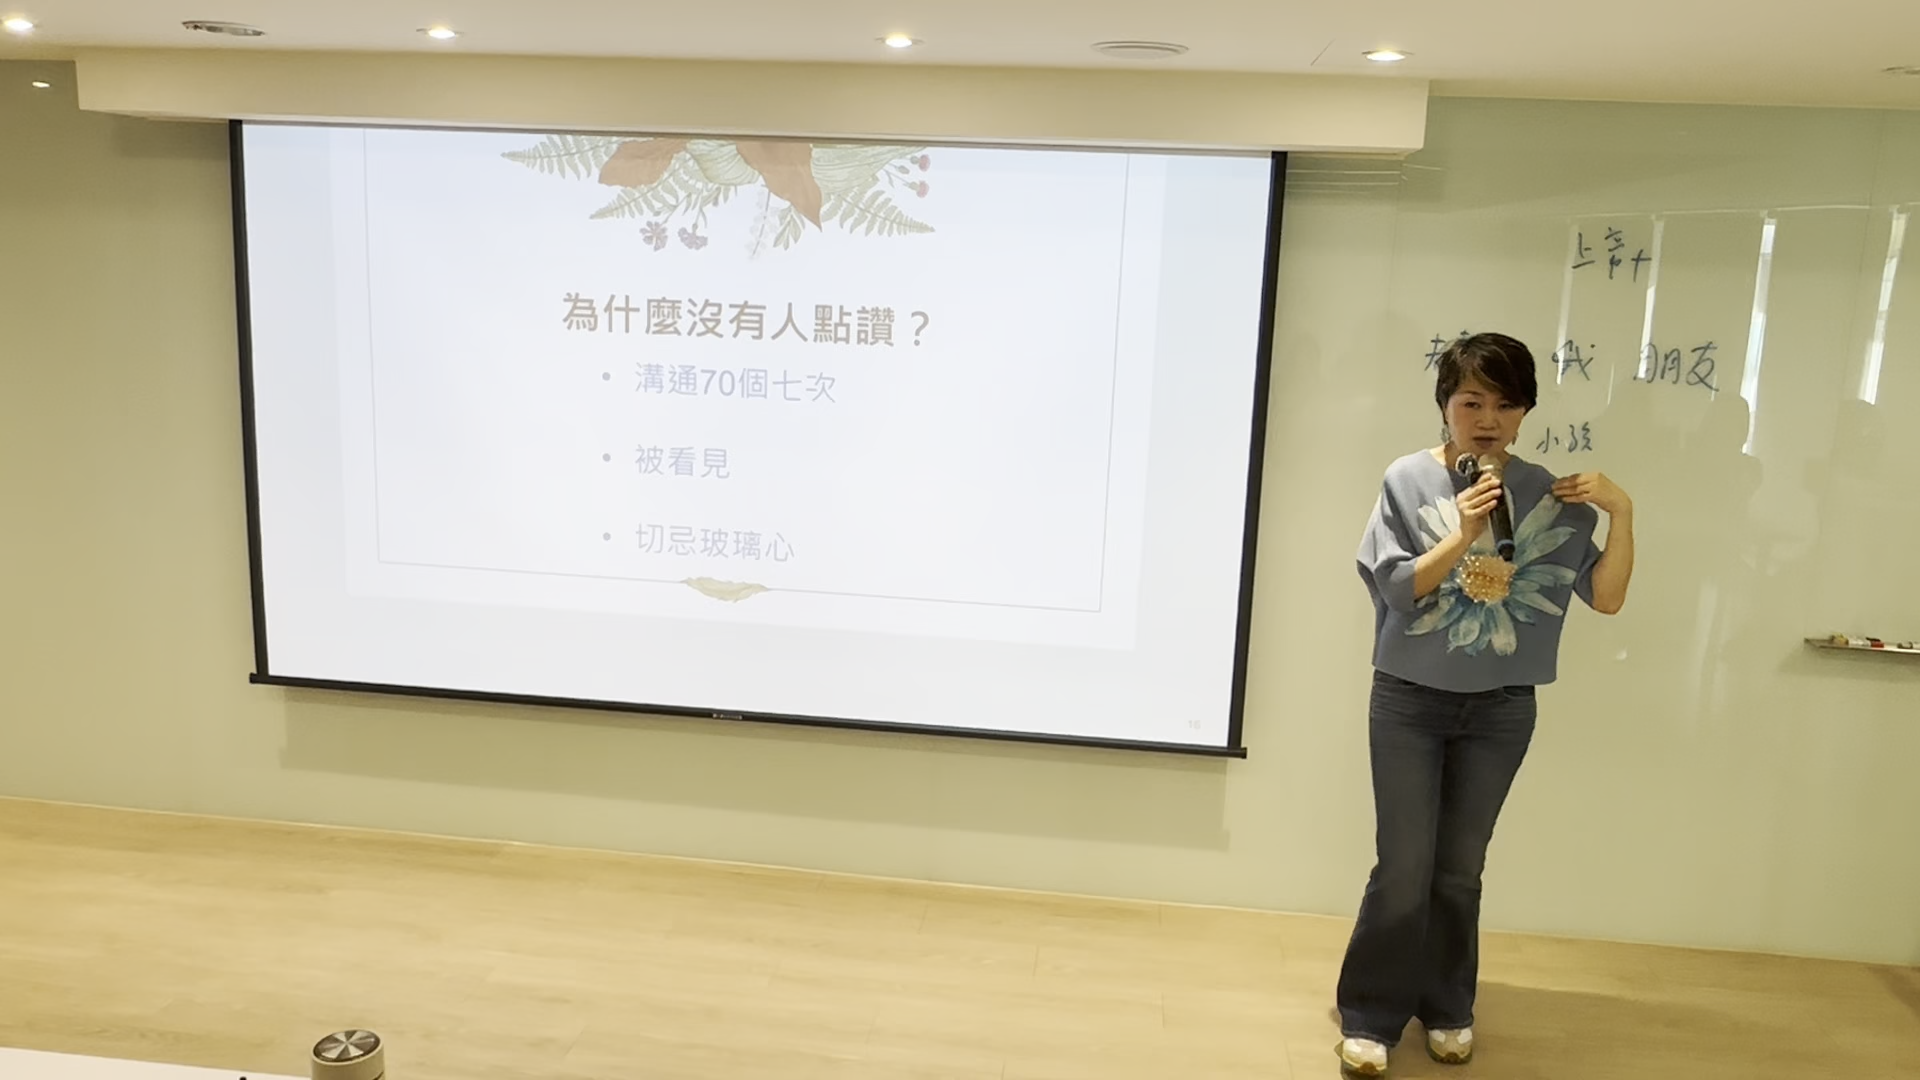 為什麼沒有人點讚？
• 溝通70個七次
• 被看見
• 切忌玻璃心
16
上帝
我 朋友
小孩